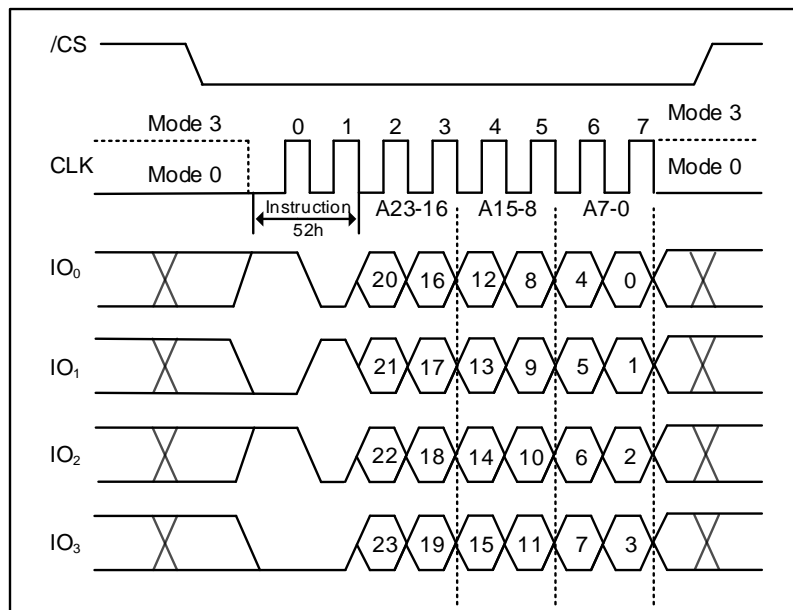 /CS
Mode 3 0 1 2 3 4 5 6 7 Mode 3
CLK Mode 0 Mode 0
Instruction A23-16 A15-8 A7-0
52h
IO₀ 20 16 12 8 4 0
IO₁ 21 17 13 9 5 1
IO₂ 22 18 14 10 6 2
IO₃ 23 19 15 11 7 3